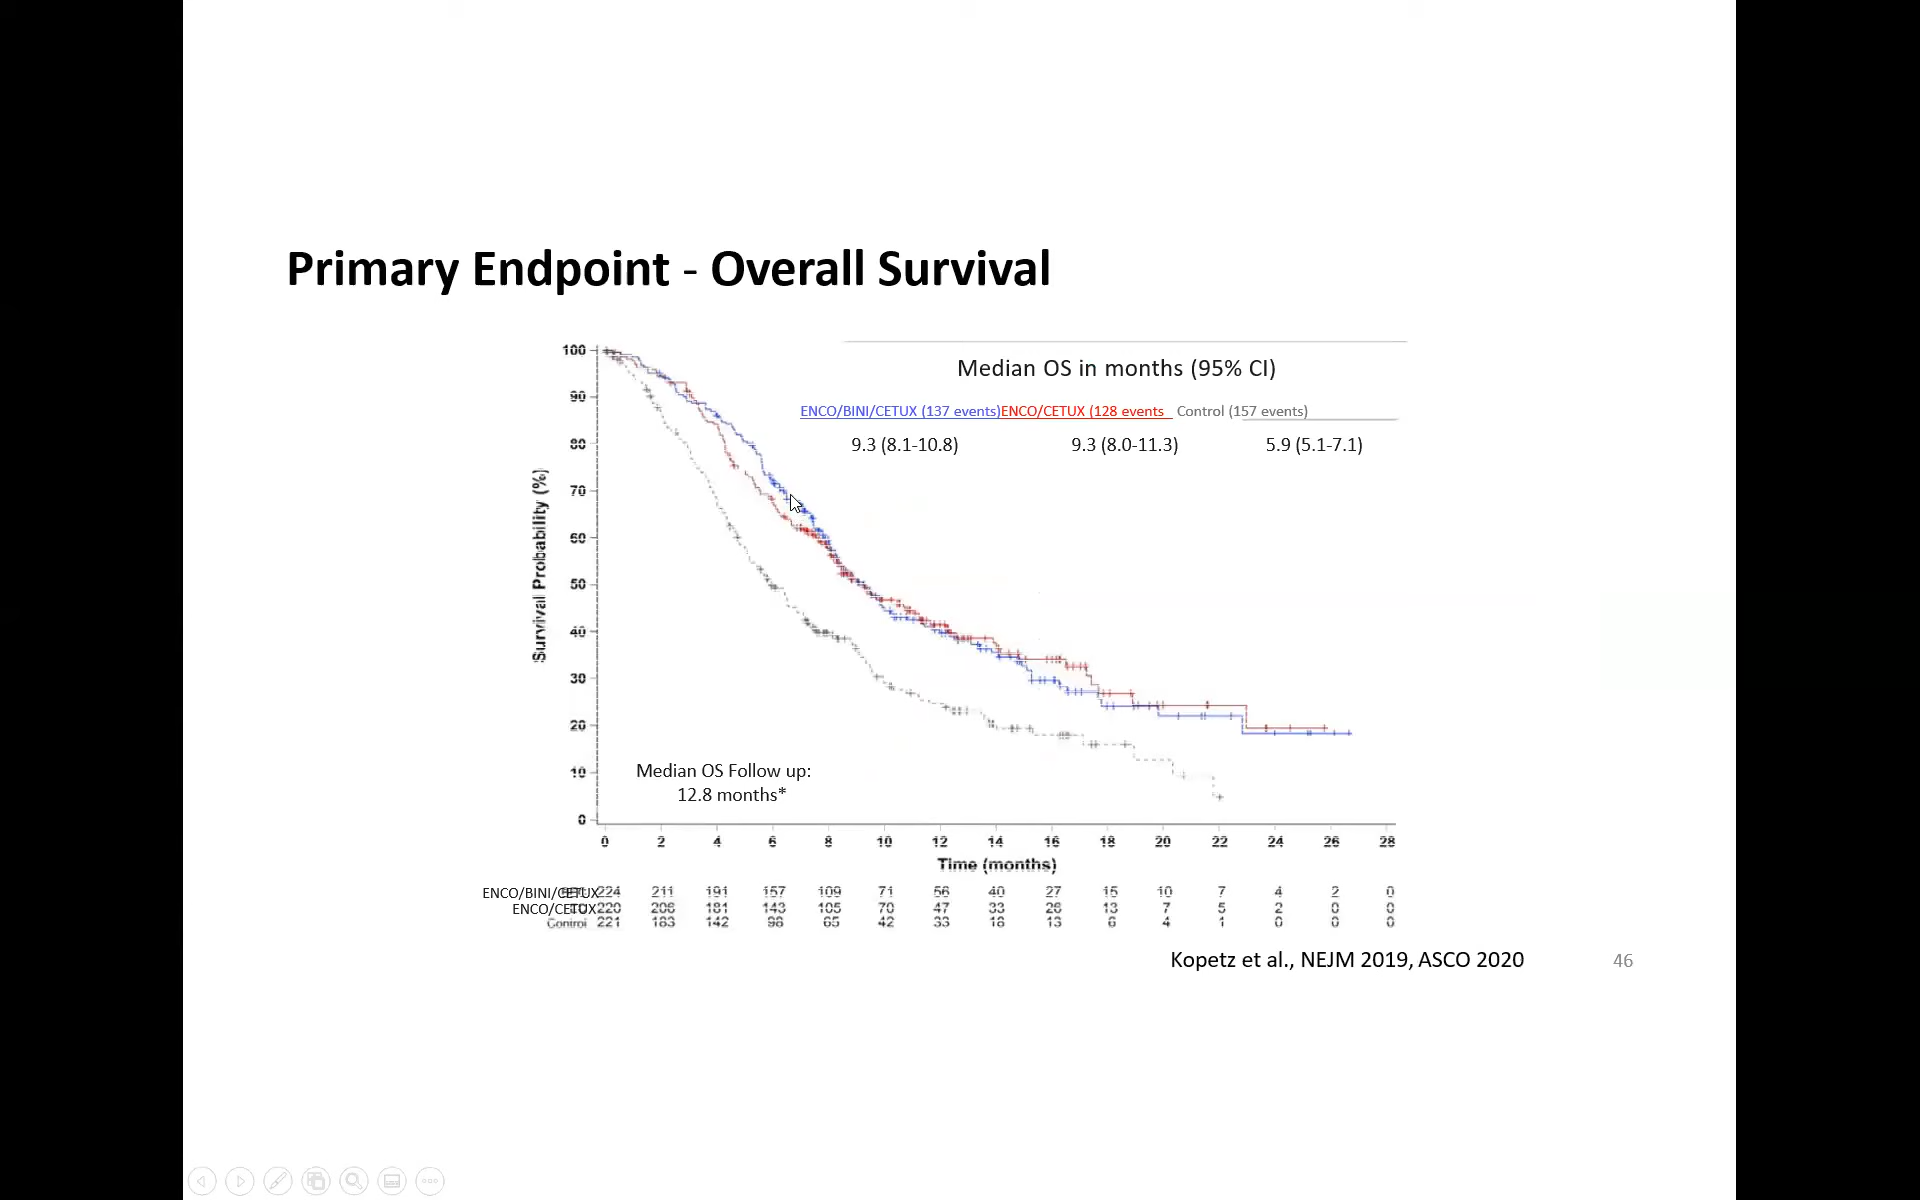 Primary Endpoint - Overall Survival
Median OS in months (95% CI)
ENCO/BINI/CETUX (137 events) ENCO/CETUX (128 events Control (157 events)
9.3 (8.1-10.8) 9.3 (8.0-11.3) 5.9 (5.1-7.1)
100
90
80
70
60
50
40
30
20
10
0
Survival Probability (%)
Median OS Follow up:
12.8 months*
0 2 4 6 8 10 12 14 16 18 20 22 24 26 28
Time (months)
ENCO/BINI/CETUX 224 211 191 157 109 71 56 40 27 15 10 7 4 2 0
ENCO/CETUX 220 206 181 143 105 70 47 33 26 13 7 5 2 0 0
Control 221 183 142 98 65 42 33 18 13 6 4 1 0 0 0
Kopetz et al., NEJM 2019, ASCO 2020
46